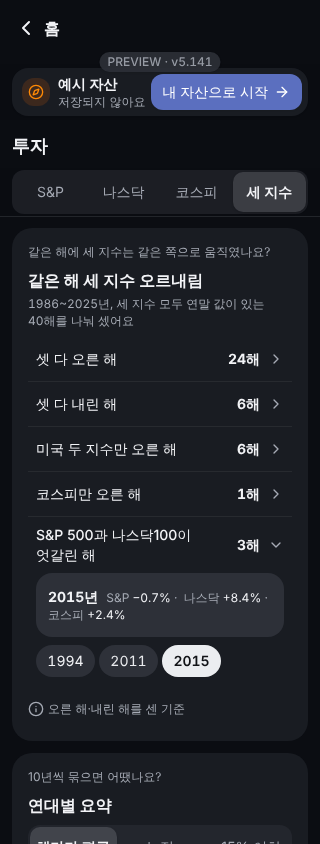 홈
PREVIEW · v5.141
예시 자산
저장되지 않아요
내 자산으로 시작
투자
S&P 나스닥 코스피 세 지수
같은 해에 세 지수는 같은 쪽으로 움직였나요?
같은 해 세 지수 오르내림
1986~2025년, 세 지수 모두 연말 값이 있는
40해를 나눠 셌어요
셋 다 오른 해 24해
셋 다 내린 해 6해
미국 두 지수만 오른 해 6해
코스피만 오른 해 1해
S&P 500과 나스닥100이
엇갈린 해 3해
2015년 S&P −0.7% · 나스닥 +8.4% ·
코스피 +2.4%
1994 2011 2015
오른 해·내린 해를 센 기준
10년씩 묶으면 어땠나요?
연대별 요약